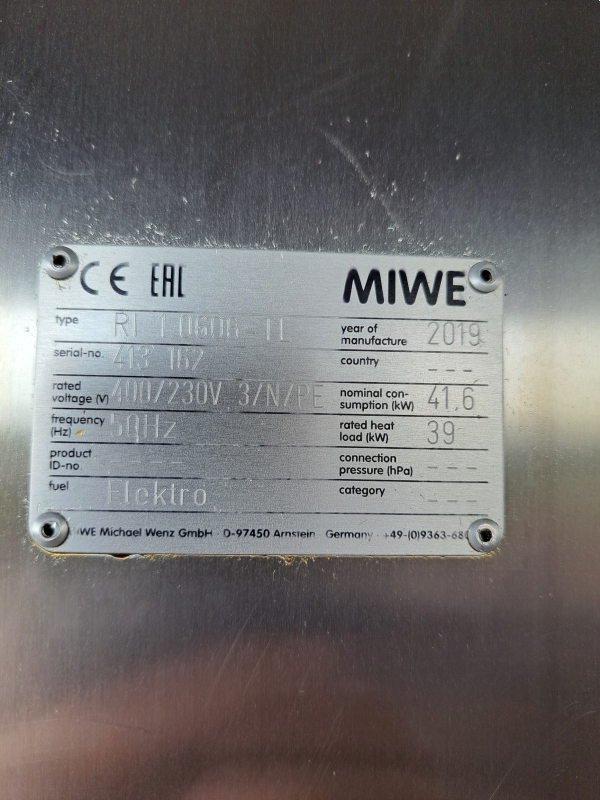 CE EAC MIWE
type
year of manufacture 2019
serial-no. 413 162
country ---
rated voltage (V) 400/230V, 3/N/PE
nominal con-sumption (kW) 41,6
frequency (Hz) 50Hz
rated heat load (kW) 39
product ID-no --
connection pressure (hPa) ---
fuel Elektro
category ---
MIWE Michael Wenz GmbH · D-97450 Arnstein · Germany · +49-(0)9363-68